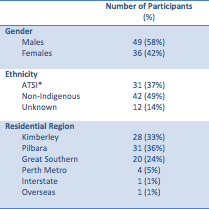 Number of Participants
(%)
Gender
Males 49 (58%)
Females 36 (42%)
Ethnicity
ATSI* 31 (37%)
Non-Indigenous 42 (49%)
Unknown 12 (14%)
Residential Region
Kimberley 28 (33%)
Pilbara 31 (36%)
Great Southern 20 (24%)
Perth Metro 4 (5%)
Interstate 1 (1%)
Overseas 1 (1%)